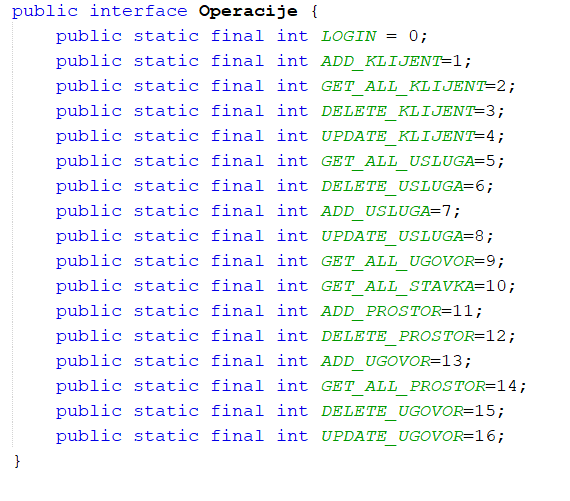 public interface Operacije {
    public static final int LOGIN = 0;
    public static final int ADD_KLIJENT=1;
    public static final int GET_ALL_KLIJENT=2;
    public static final int DELETE_KLIJENT=3;
    public static final int UPDATE_KLIJENT=4;
    public static final int GET_ALL_USLUGA=5;
    public static final int DELETE_USLUGA=6;
    public static final int ADD_USLUGA=7;
    public static final int UPDATE_USLUGA=8;
    public static final int GET_ALL_UGOVOR=9;
    public static final int GET_ALL_STAVKA=10;
    public static final int ADD_PROSTOR=11;
    public static final int DELETE_PROSTOR=12;
    public static final int ADD_UGOVOR=13;
    public static final int GET_ALL_PROSTOR=14;
    public static final int DELETE_UGOVOR=15;
    public static final int UPDATE_UGOVOR=16;
}